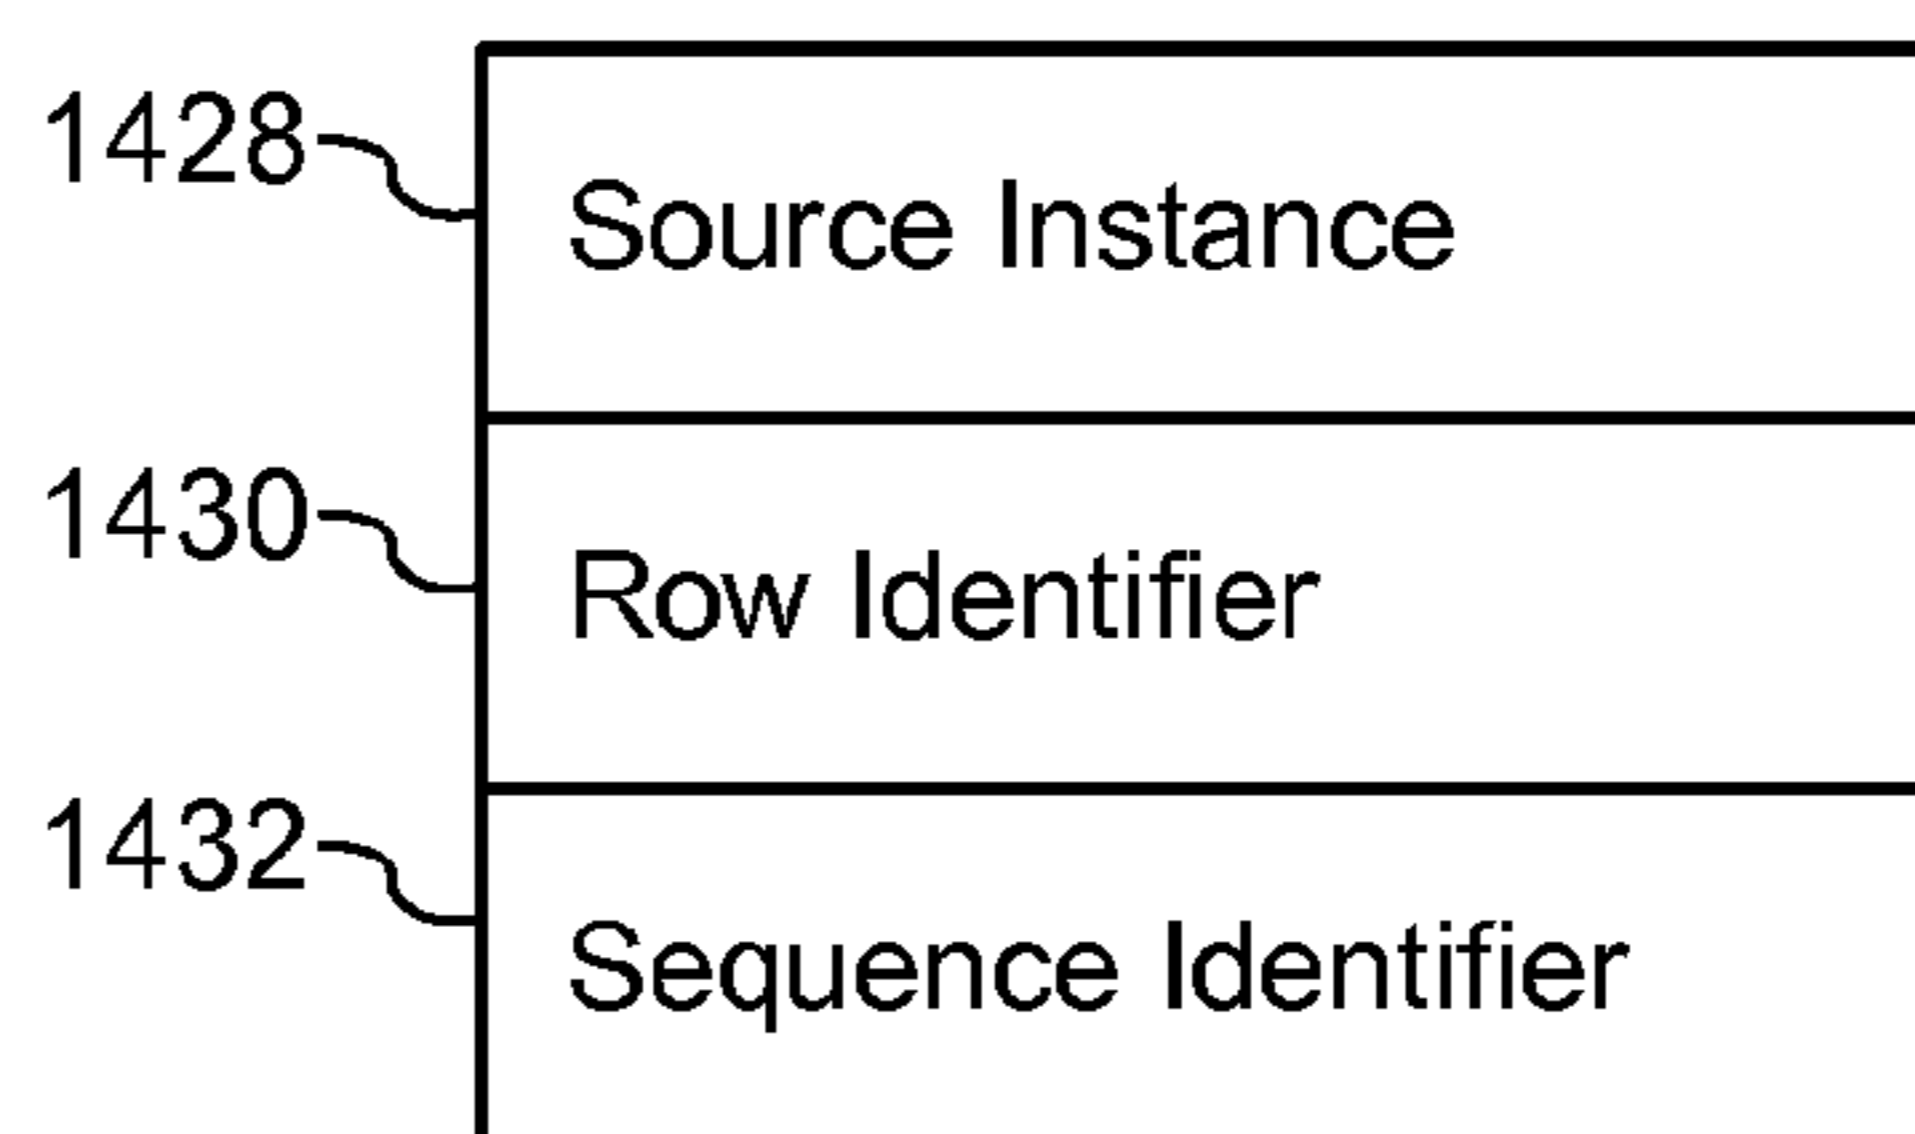 1428
Source Instance
1430
Row Identifier
1432
Sequence Identifier